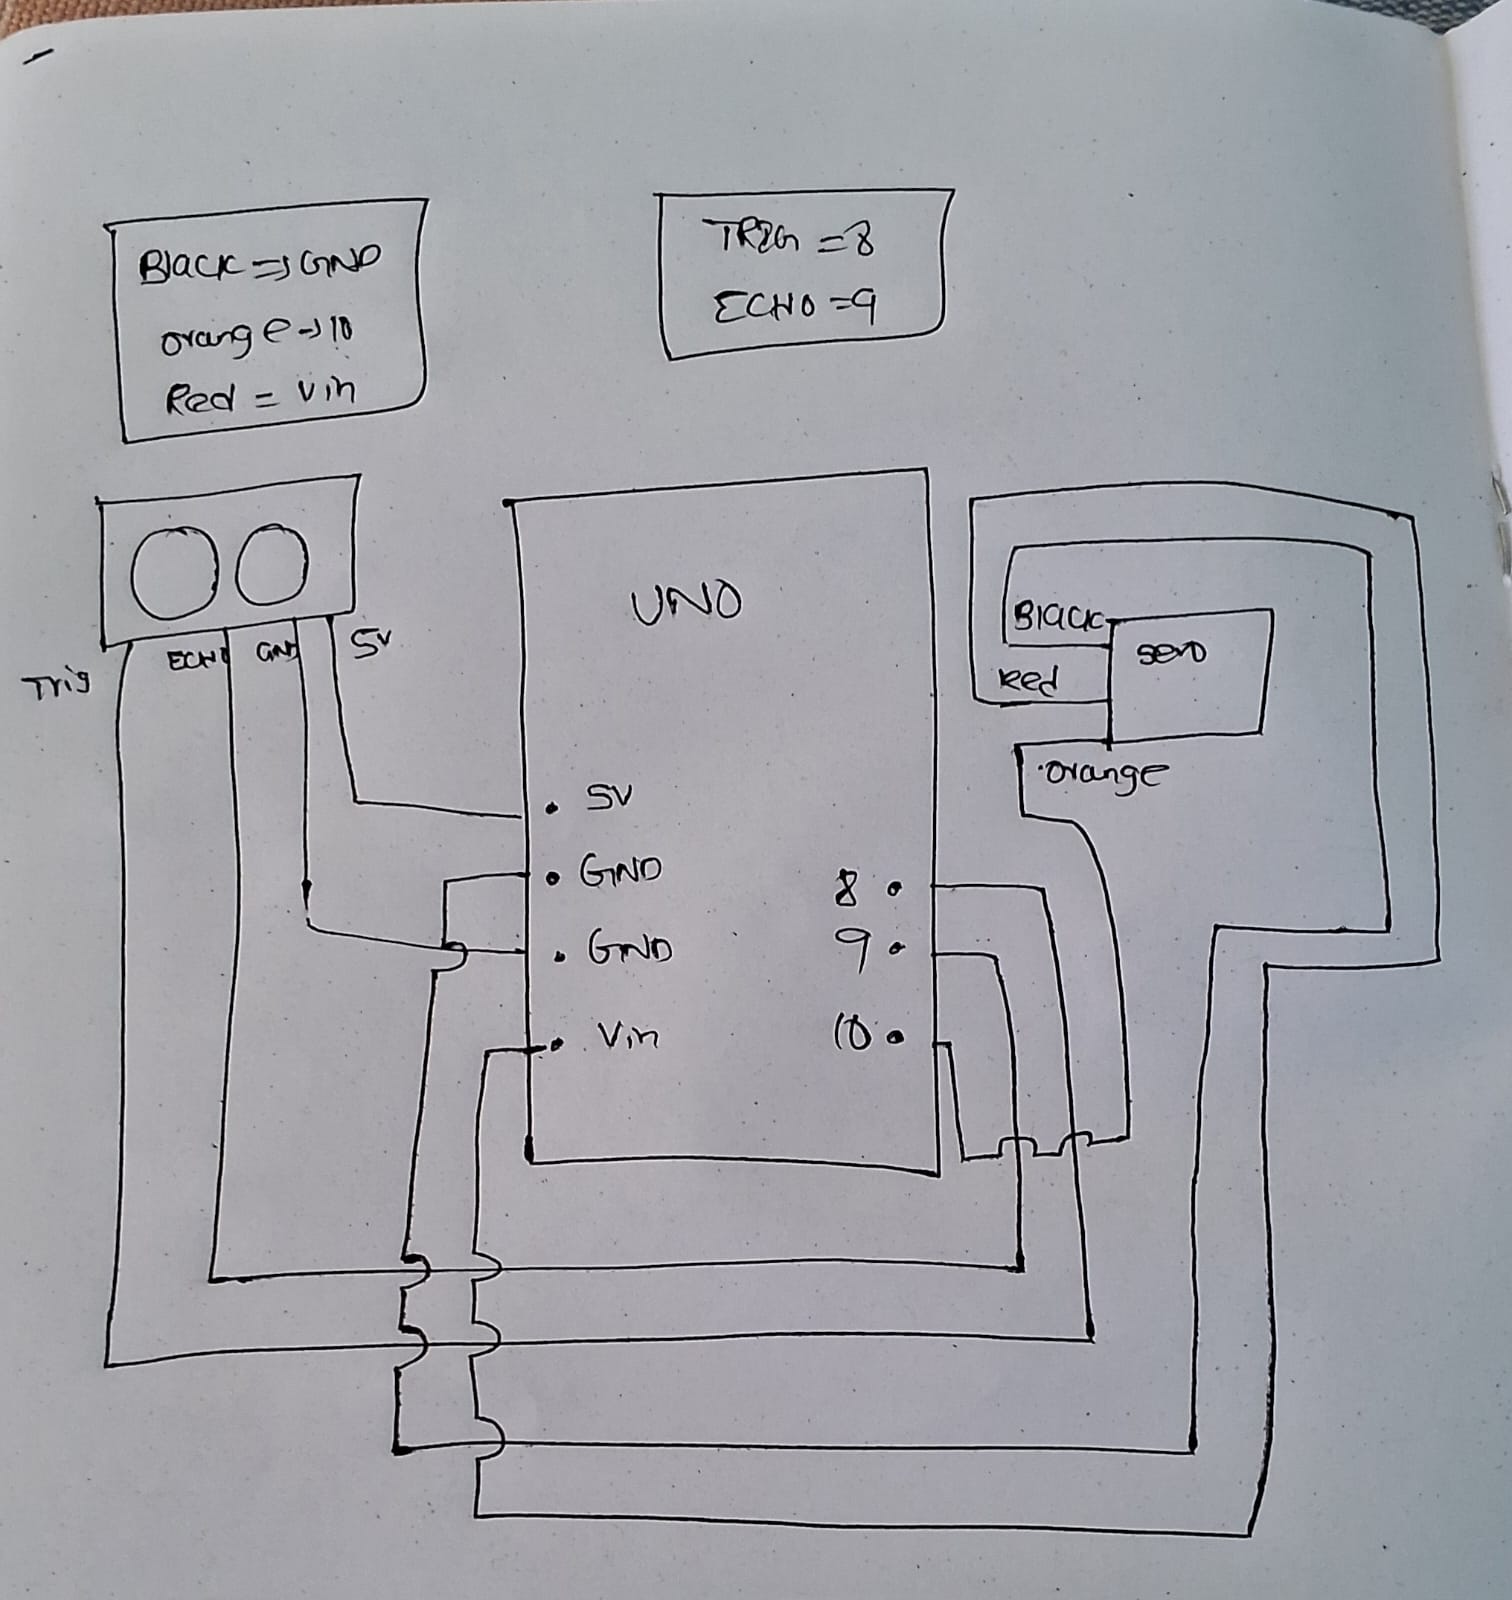 Black => GND
orange -> 10
Red = Vin
TRIG = 8
ECHO = 9
Trig
ECHO
GND
5v
UNO
5V
GND
GND
Vin
8
9
10
Black
Red
servo
orange